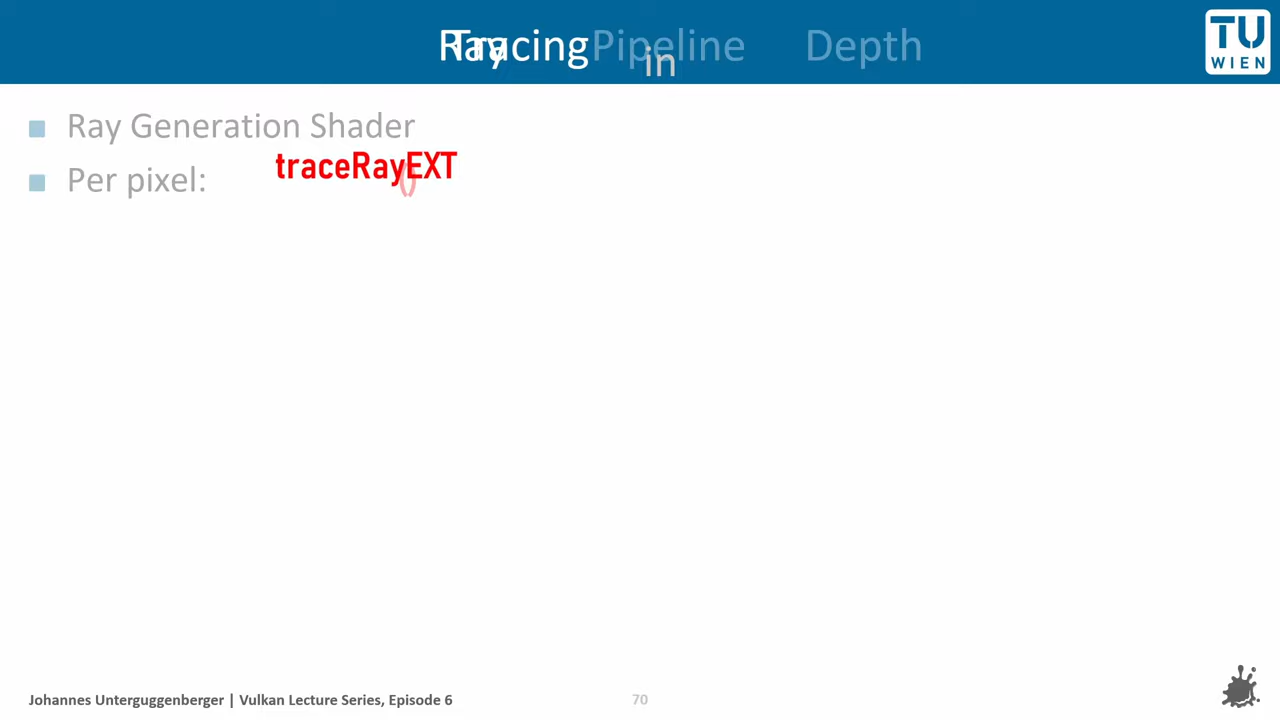 Ray Tracing Pipeline in Depth
TU
WIEN
Ray Generation Shader
Per pixel: traceRayEXT()
Johannes Unterguggenberger | Vulkan Lecture Series, Episode 6
70